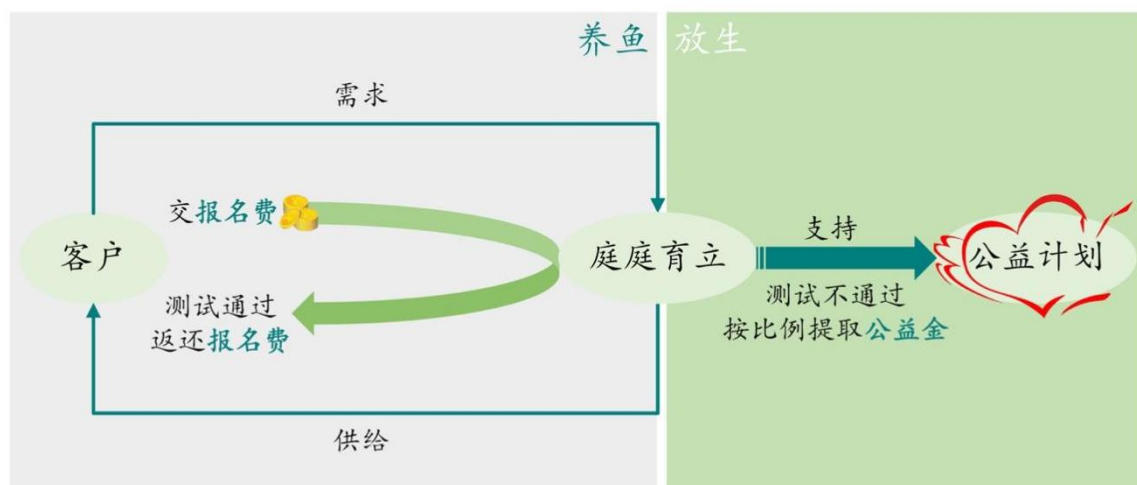 养鱼 放生
需求
交报名费
客户
庭庭育立
支持
公益计划
测试通过
返还报名费
测试不通过
按比例提取公益金
供给